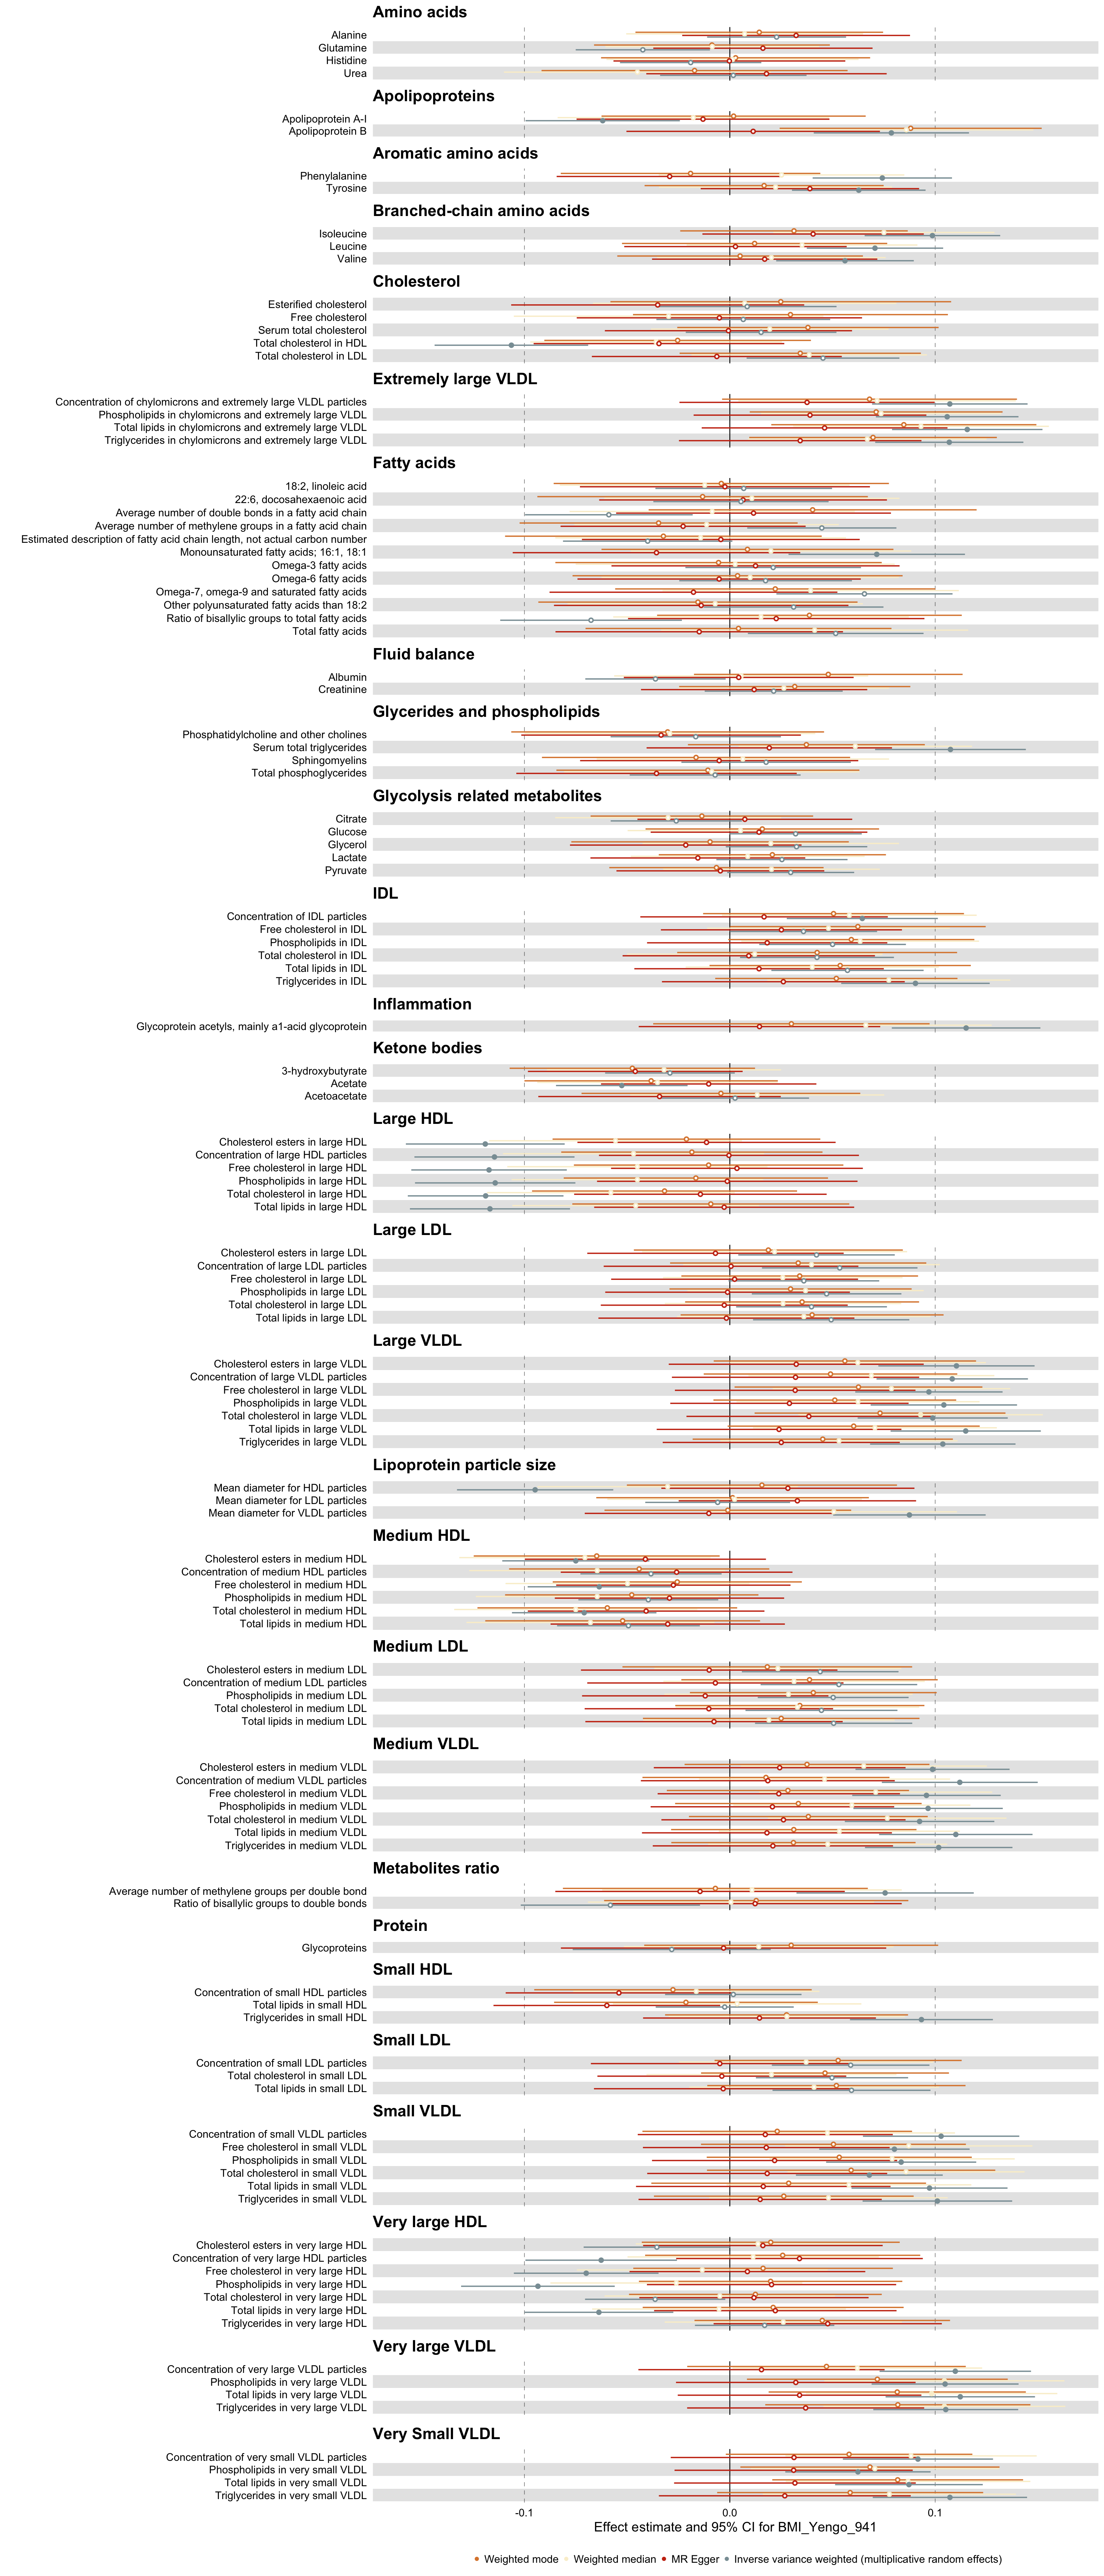 Amino acids
Alanine
Glutamine
Histidine
Urea
Apolipoproteins
Apolipoprotein A-I
Apolipoprotein B
Aromatic amino acids
Phenylalanine
Tyrosine
Branched-chain amino acids
Isoleucine
Leucine
Valine
Cholesterol
Esterified cholesterol
Free cholesterol
Serum total cholesterol
Total cholesterol in HDL
Total cholesterol in LDL
Extremely large VLDL
Concentration of chylomicrons and extremely large VLDL particles
Phospholipids in chylomicrons and extremely large VLDL
Total lipids in chylomicrons and extremely large VLDL
Triglycerides in chylomicrons and extremely large VLDL
Fatty acids
18:2, linoleic acid
22:6, docosahexaenoic acid
Average number of double bonds in a fatty acid chain
Average number of methylene groups in a fatty acid chain
Estimated description of fatty acid chain length, not actual carbon number
Monounsaturated fatty acids; 16:1, 18:1
Omega-3 fatty acids
Omega-6 fatty acids
Omega-7, omega-9 and saturated fatty acids
Other polyunsaturated fatty acids than 18:2
Ratio of bisallylic groups to total fatty acids
Total fatty acids
Fluid balance
Albumin
Creatinine
Glycerides and phospholipids
Phosphatidylcholine and other cholines
Serum total triglycerides
Sphingomyelins
Total phosphoglycerides
Glycolysis related metabolites
Citrate
Glucose
Glycerol
Lactate
Pyruvate
IDL
Concentration of IDL particles
Free cholesterol in IDL
Phospholipids in IDL
Total cholesterol in IDL
Total lipids in IDL
Triglycerides in IDL
Inflammation
Glycoprotein acetyls, mainly a1-acid glycoprotein
Ketone bodies
3-hydroxybutyrate
Acetate
Acetoacetate
Large HDL
Cholesterol esters in large HDL
Concentration of large HDL particles
Free cholesterol in large HDL
Phospholipids in large HDL
Total cholesterol in large HDL
Total lipids in large HDL
Large LDL
Cholesterol esters in large LDL
Concentration of large LDL particles
Free cholesterol in large LDL
Phospholipids in large LDL
Total cholesterol in large LDL
Total lipids in large LDL
Large VLDL
Cholesterol esters in large VLDL
Concentration of large VLDL particles
Free cholesterol in large VLDL
Phospholipids in large VLDL
Total cholesterol in large VLDL
Total lipids in large VLDL
Triglycerides in large VLDL
Lipoprotein particle size
Mean diameter for HDL particles
Mean diameter for LDL particles
Mean diameter for VLDL particles
Medium HDL
Cholesterol esters in medium HDL
Concentration of medium HDL particles
Free cholesterol in medium HDL
Phospholipids in medium HDL
Total cholesterol in medium HDL
Total lipids in medium HDL
Medium LDL
Cholesterol esters in medium LDL
Concentration of medium LDL particles
Phospholipids in medium LDL
Total cholesterol in medium LDL
Total lipids in medium LDL
Medium VLDL
Cholesterol esters in medium VLDL
Concentration of medium VLDL particles
Free cholesterol in medium VLDL
Phospholipids in medium VLDL
Total cholesterol in medium VLDL
Total lipids in medium VLDL
Triglycerides in medium VLDL
Metabolites ratio
Average number of methylene groups per double bond
Ratio of bisallylic groups to double bonds
Protein
Glycoproteins
Small HDL
Concentration of small HDL particles
Total lipids in small HDL
Triglycerides in small HDL
Small LDL
Concentration of small LDL particles
Total cholesterol in small LDL
Total lipids in small LDL
Small VLDL
Concentration of small VLDL particles
Free cholesterol in small VLDL
Phospholipids in small VLDL
Total cholesterol in small VLDL
Total lipids in small VLDL
Triglycerides in small VLDL
Very large HDL
Cholesterol esters in very large HDL
Concentration of very large HDL particles
Free cholesterol in very large HDL
Phospholipids in very large HDL
Total cholesterol in very large HDL
Total lipids in very large HDL
Triglycerides in very large HDL
Very large VLDL
Concentration of very large VLDL particles
Phospholipids in very large VLDL
Total lipids in very large VLDL
Triglycerides in very large VLDL
Very Small VLDL
Concentration of very small VLDL particles
Phospholipids in very small VLDL
Total lipids in very small VLDL
Triglycerides in very small VLDL
-0.1 0.0 0.1
Effect estimate and 95% CI for BMI_Yengo_941
Weighted mode Weighted median MR Egger Inverse variance weighted (multiplicative random effects)